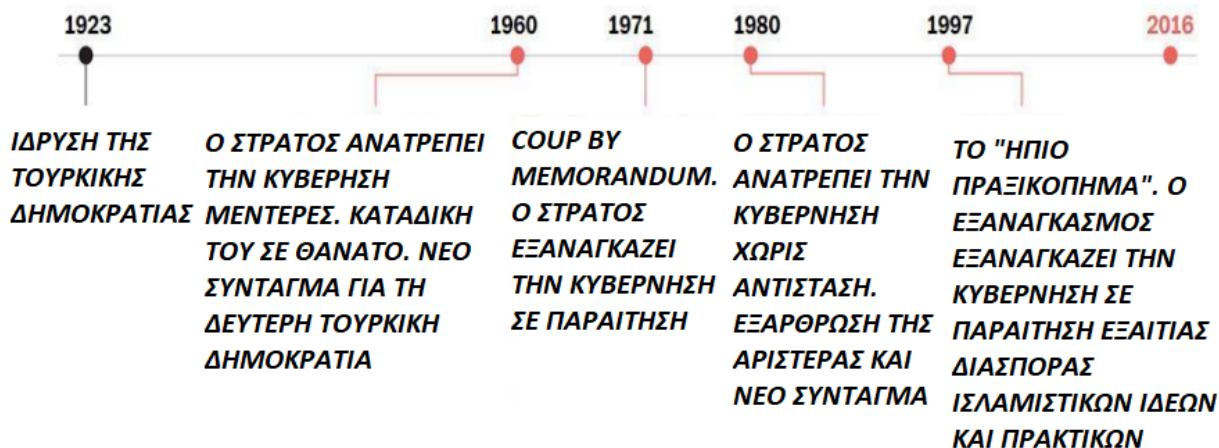 1923
1960
1971
1980
1997
2016
ΙΔΡΥΣΗ ΤΗΣ
ΤΟΥΡΚΙΚΗΣ
ΔΗΜΟΚΡΑΤΙΑΣ
Ο ΣΤΡΑΤΟΣ ΑΝΑΤΡΕΠΕΙ
ΤΗΝ ΚΥΒΕΡΗΣΗ
ΜΕΝΤΕΡΕΣ. ΚΑΤΑΔΙΚΗ
ΤΟΥ ΣΕ ΘΑΝΑΤΟ. ΝΕΟ
ΣΥΝΤΑΓΜΑ ΓΙΑ ΤΗ
ΔΕΥΤΕΡΗ ΤΟΥΡΚΙΚΗ
ΔΗΜΟΚΡΑΤΙΑ
COUP BY
MEMORANDUM.
Ο ΣΤΡΑΤΟΣ
ΕΞΑΝΑΓΚΑΖΕΙ
ΤΗΝ ΚΥΒΕΡΝΗΣΗ
ΣΕ ΠΑΡΑΙΤΗΣΗ
Ο ΣΤΡΑΤΟΣ
ΑΝΑΤΡΕΠΕΙ ΤΗΝ
ΚΥΒΕΡΝΗΣΗ
ΧΩΡΙΣ
ΑΝΤΙΣΤΑΣΗ.
ΕΞΑΡΘΡΩΣΗ ΤΗΣ
ΑΡΙΣΤΕΡΑΣ ΚΑΙ
ΝΕΟ ΣΥΝΤΑΓΜΑ
ΤΟ "ΗΠΙΟ
ΠΡΑΞΙΚΟΠΗΜΑ". Ο
ΕΞΑΝΑΓΚΑΣΜΟΣ
ΕΞΑΝΑΓΚΑΖΕΙ ΤΗΝ
ΚΥΒΕΡΝΗΣΗ ΣΕ
ΠΑΡΑΙΤΗΣΗ ΕΞΑΙΤΙΑΣ
ΔΙΑΣΠΟΡΑΣ
ΙΣΛΑΜΙΣΤΙΚΩΝ ΙΔΕΩΝ
ΚΑΙ ΠΡΑΚΤΙΚΩΝ